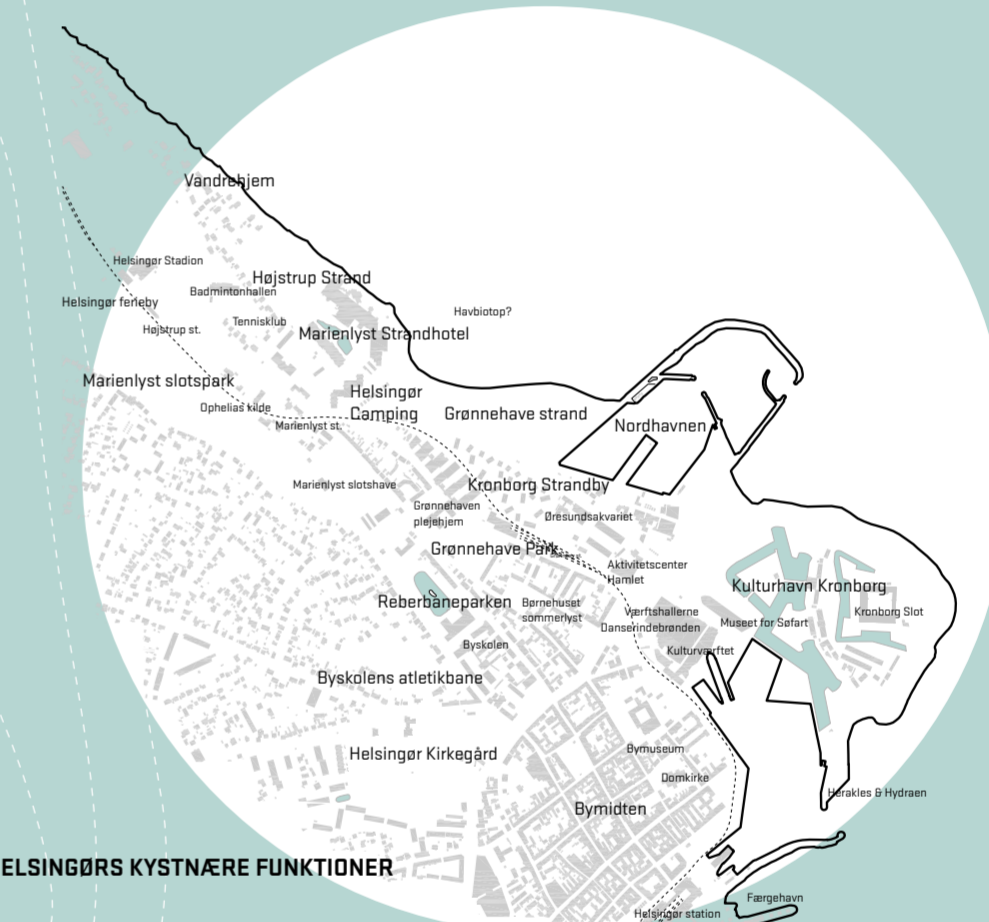 Vandrehjem
Helsingør Stadion
Højstrup Strand
Badmintonhallen
Helsingør ferieby
Havbiotop?
Tennisklub
Højstrup st.
Marienlyst Strandhotel
Marienlyst slotspark
Helsingør
Camping
Ophelias kilde
Grønnehave strand
Marienlyst st.
Nordhavnen
Marienlyst slotshave
Kronborg Strandby
Grønnehaven
plejehjem
Øresundsakvariet
Grønnehave Park
Aktivitetscenter
Hamlet
Kulturhavn Kronborg
Reberbaneparken
Børnehuset
sommerlyst
Værftshallerne
Danserindebrønden
Museet for Søfart
Kronborg Slot
Byskolen
Kulturværftet
Byskolens atletikbane
Helsingør Kirkegård
Bymuseum
Domkirke
Herakles & Hydraen
Bymidten
ELSINGØRS KYSTNÆRE FUNKTIONER
Færgehavn
Helsingør station